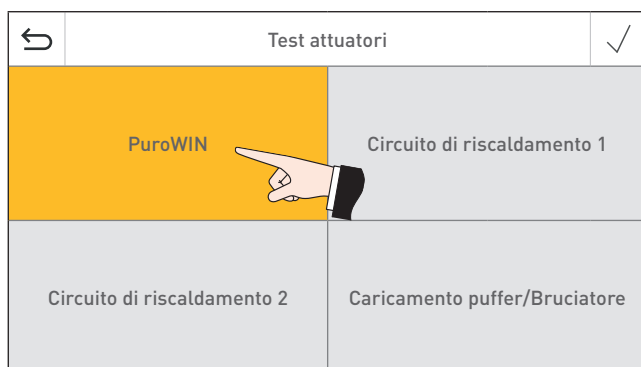 Test attuatori
PuroWIN
Circuito di riscaldamento 1
Circuito di riscaldamento 2
Caricamento puffer/Bruciatore